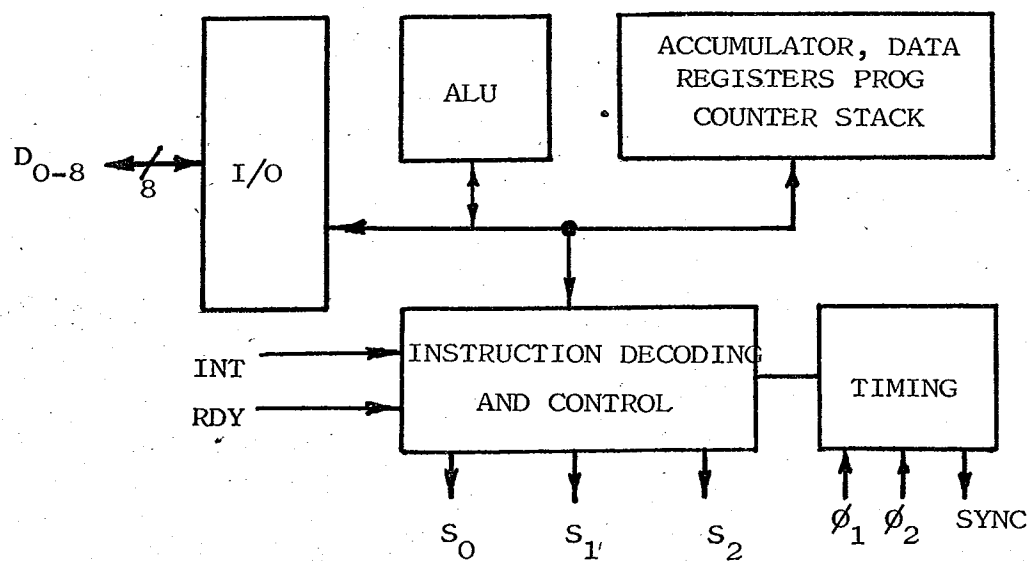 ACCUMULATOR, DATA
REGISTERS PROG
COUNTER STACK
ALU
D0-8
8
I/O
INT
RDY
INSTRUCTION DECODING
AND CONTROL
TIMING
S0
S1
S2
Ø1
Ø2
SYNC